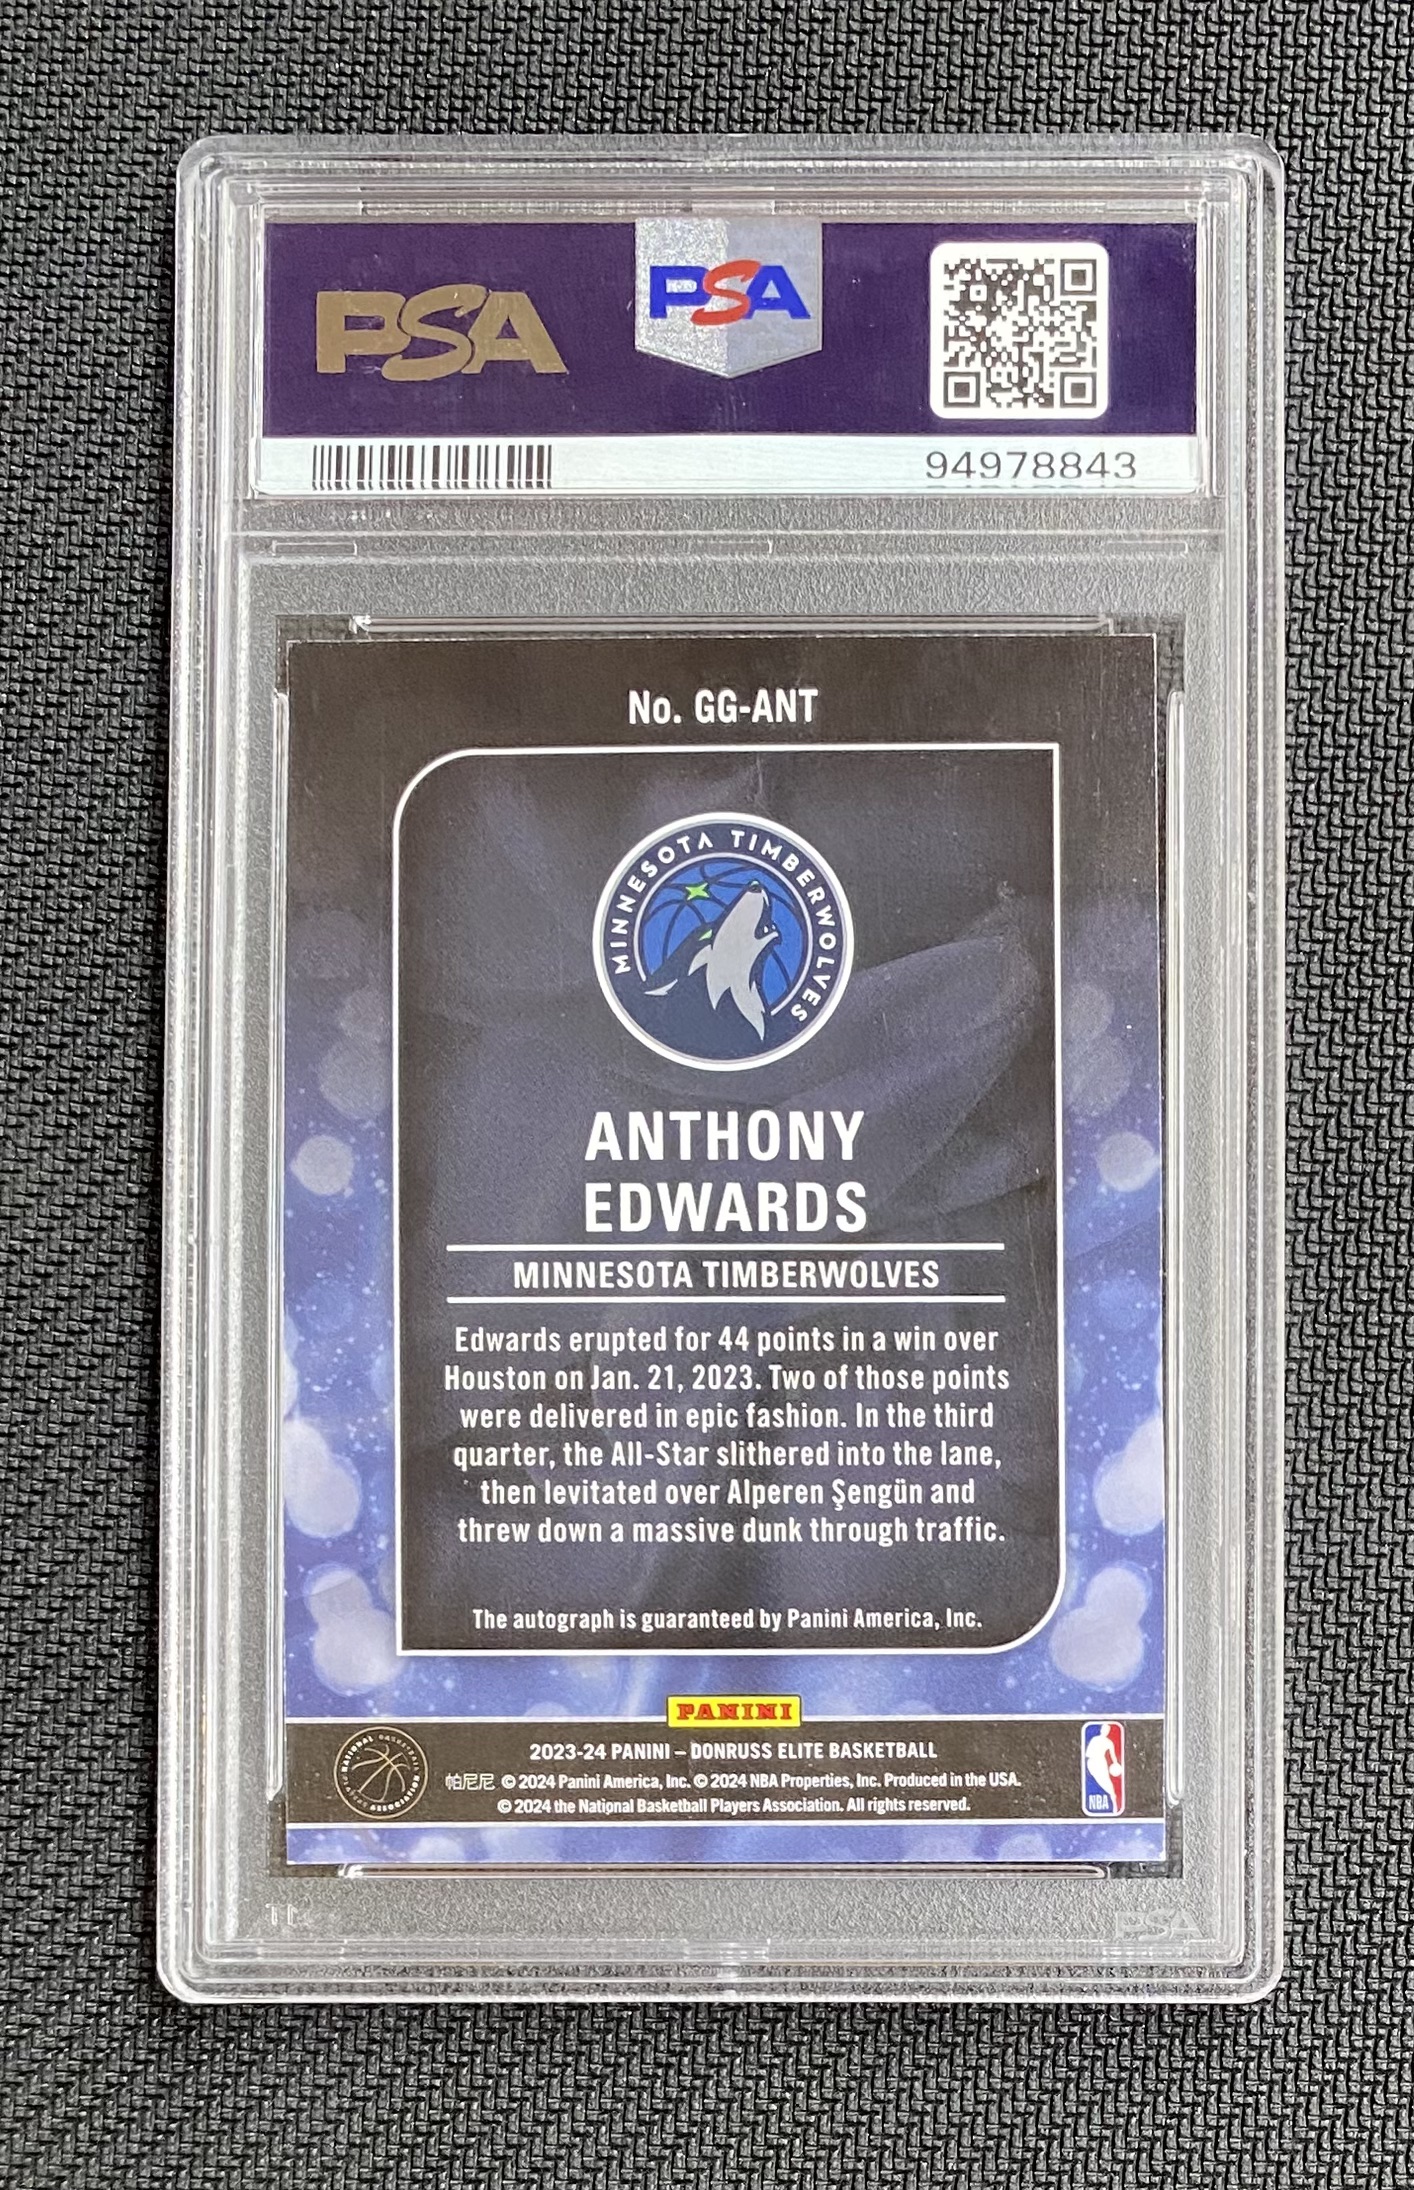 PSA
PSA
94978843
No. GG-ANT
MINNESOTA TIMBERWOLVES
ANTHONY
EDWARDS
MINNESOTA TIMBERWOLVES
Edwards erupted for 44 points in a win over
Houston on Jan. 21, 2023. Two of those points
were delivered in epic fashion. In the third
quarter, the All-Star slithered into the lane,
then levitated over Alperen Şengün and
threw down a massive dunk through traffic.
The autograph is guaranteed by Panini America, Inc.
PANINI
2023-24 PANINI – DONRUSS ELITE BASKETBALL
帕尼尼 © 2024 Panini America, Inc. © 2024 NBA Properties, Inc. Produced in the USA.
© 2024 the National Basketball Players Association. All rights reserved.
NATIONAL BASKETBALL PLAYERS ASSOCIATION
NBA
PSA